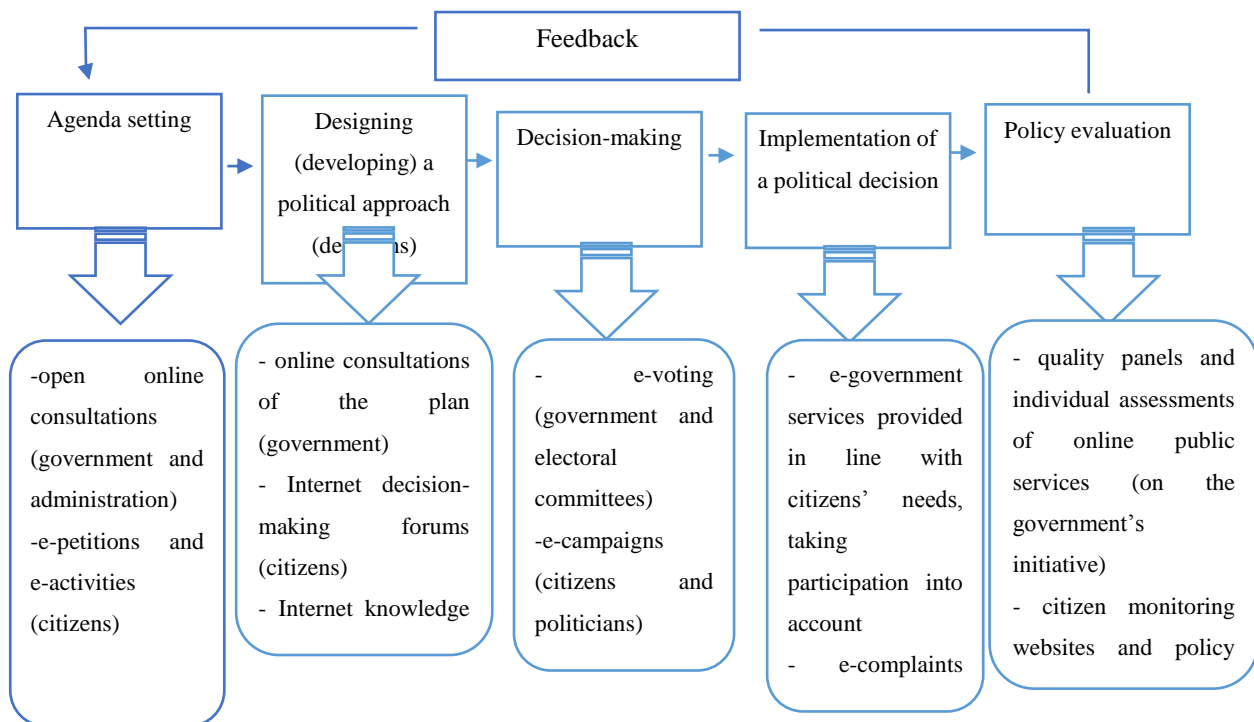 Feedback
Agenda setting
Designing
(developing) a
political approach
(de ns)
Decision-making
Implementation of
a political decision
Policy evaluation
-open online
consultations
(government and
administration)
-e-petitions and
e-activities
(citizens)
- online consultations
of the plan
(government)
- Internet decision-
making forums
(citizens)
- Internet knowledge
- e-voting
(government and
electoral
committees)
-e-campaigns
(citizens and
politicians)
- e-government
services provided
in line with
citizens’ needs,
taking
participation into
account
- e-complaints
- quality panels and
individual assessments
of online public
services (on the
government’s
initiative)
- citizen monitoring
websites and policy